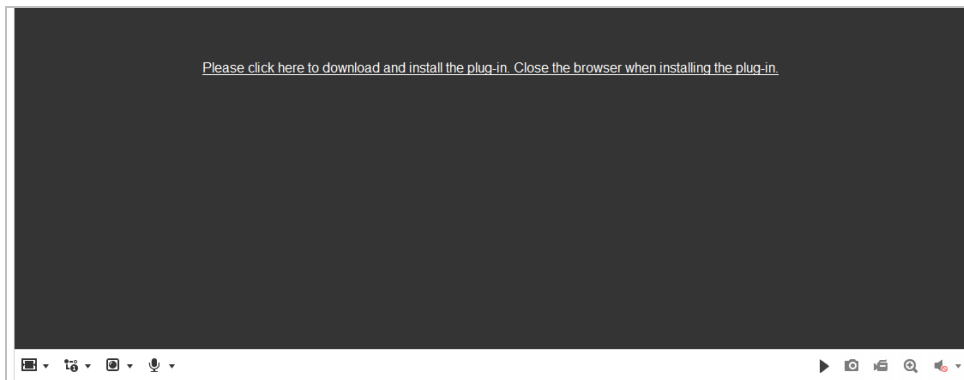 Please click here to download and install the plug-in. Close the browser when installing the plug-in.